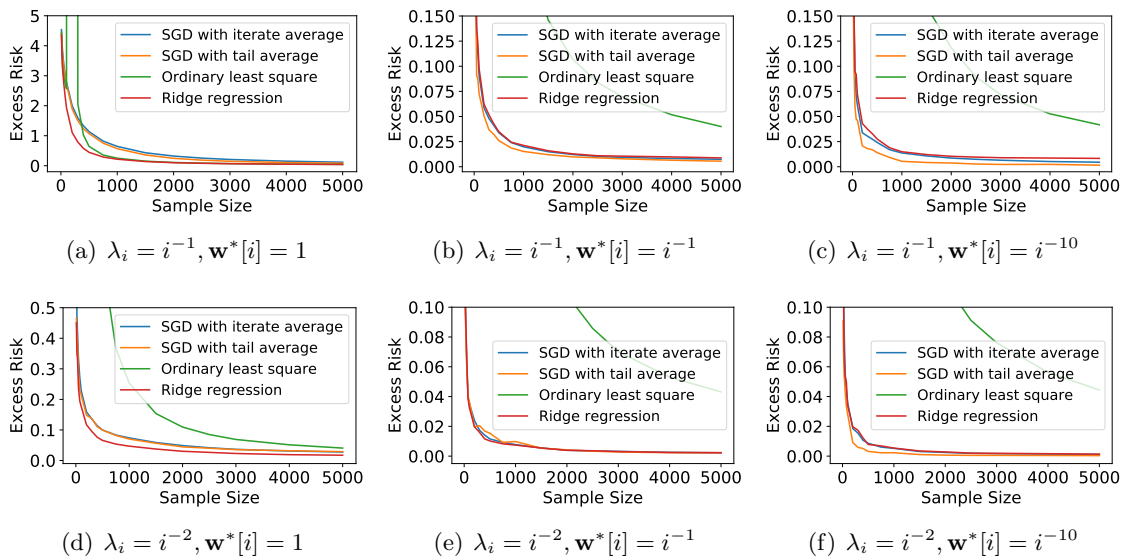 5
4
3
2
1
0
Excess Risk
SGD with iterate average
SGD with tail average
Ordinary least square
Ridge regression
0 1000 2000 3000 4000 5000
Sample Size
(a) λ_i = i^{-1}, w*[i] = 1
0.150
0.125
0.100
0.075
0.050
0.025
0.000
Excess Risk
SGD with iterate average
SGD with tail average
Ordinary least square
Ridge regression
0 1000 2000 3000 4000 5000
Sample Size
(b) λ_i = i^{-1}, w*[i] = i^{-1}
0.150
0.125
0.100
0.075
0.050
0.025
0.000
Excess Risk
SGD with iterate average
SGD with tail average
Ordinary least square
Ridge regression
0 1000 2000 3000 4000 5000
Sample Size
(c) λ_i = i^{-1}, w*[i] = i^{-10}
0.5
0.4
0.3
0.2
0.1
0.0
Excess Risk
SGD with iterate average
SGD with tail average
Ordinary least square
Ridge regression
0 1000 2000 3000 4000 5000
Sample Size
(d) λ_i = i^{-2}, w*[i] = 1
0.10
0.08
0.06
0.04
0.02
0.00
Excess Risk
SGD with iterate average
SGD with tail average
Ordinary least square
Ridge regression
0 1000 2000 3000 4000 5000
Sample Size
(e) λ_i = i^{-2}, w*[i] = i^{-1}
0.10
0.08
0.06
0.04
0.02
0.00
Excess Risk
SGD with iterate average
SGD with tail average
Ordinary least square
Ridge regression
0 1000 2000 3000 4000 5000
Sample Size
(f) λ_i = i^{-2}, w*[i] = i^{-10}